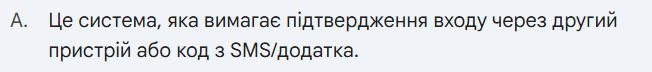 А. Це система, яка вимагає підтвердження входу через другий
пристрій або код з SMS/додатка.